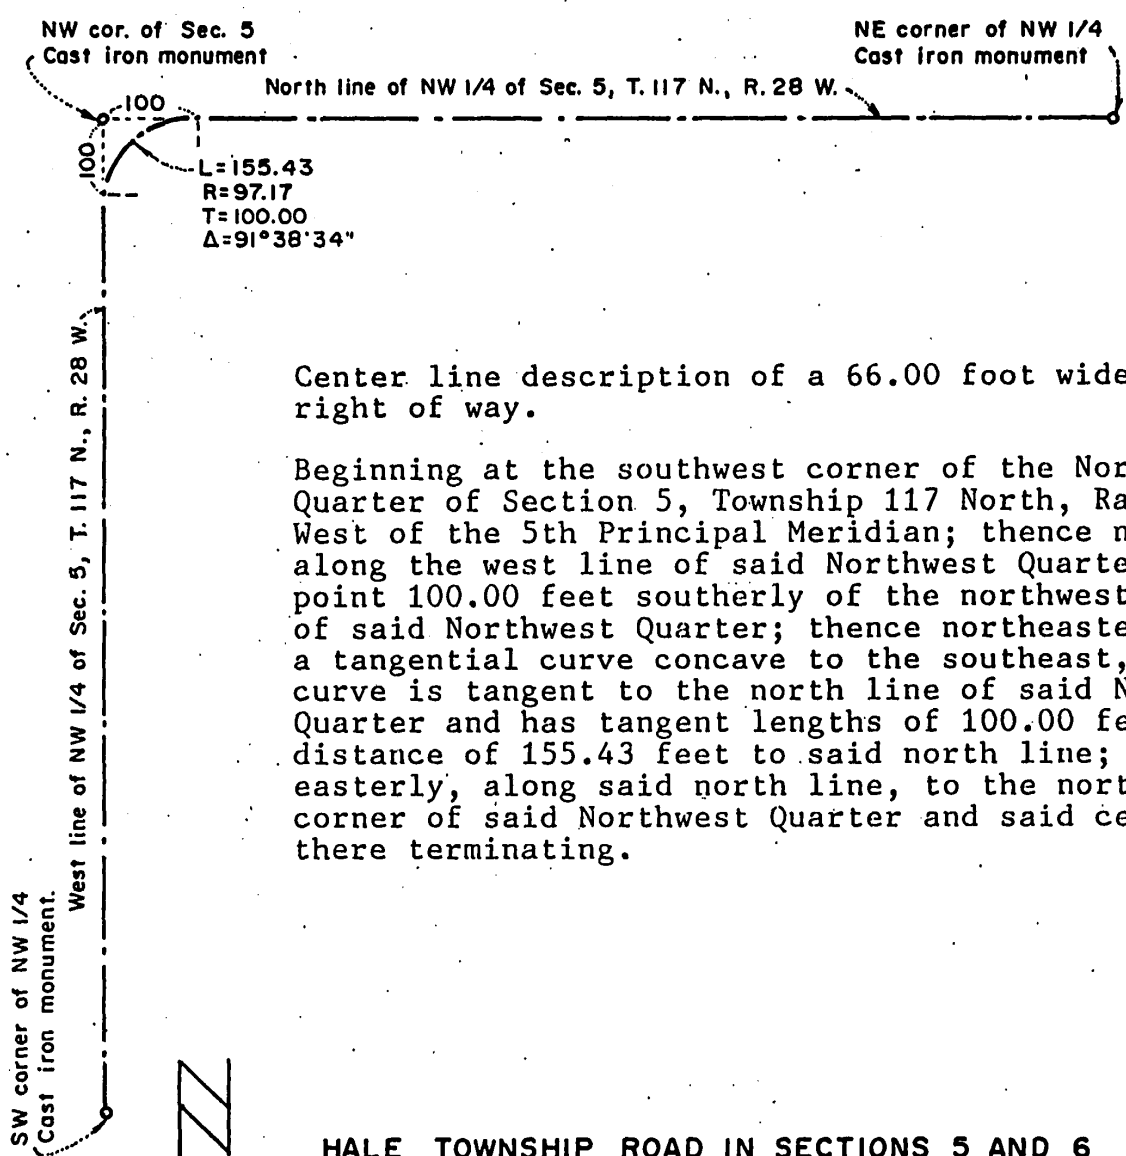 NW cor. of Sec. 5
Cast iron monument
NE corner of NW 1/4
Cast iron monument
North line of NW 1/4 of Sec. 5, T. 117 N., R. 28 W.
100
100
L=155.43
R=97.17
T=100.00
Δ=91°38'34"
West line of NW 1/4 of Sec. 5, T. 117 N., R. 28 W.
Center line description of a 66.00 foot wide
right of way.
Beginning at the southwest corner of the Nor
Quarter of Section 5, Township 117 North, Ra
West of the 5th Principal Meridian; thence n
along the west line of said Northwest Quarte
point 100.00 feet southerly of the northwest
of said Northwest Quarter; thence northeaste
a tangential curve concave to the southeast,
curve is tangent to the north line of said N
Quarter and has tangent lengths of 100.00 fe
distance of 155.43 feet to said north line;
easterly, along said north line, to the nort
corner of said Northwest Quarter and said ce
there terminating.
SW corner of NW 1/4
Cast iron monument.
HALE TOWNSHIP ROAD IN SECTIONS 5 AND 6